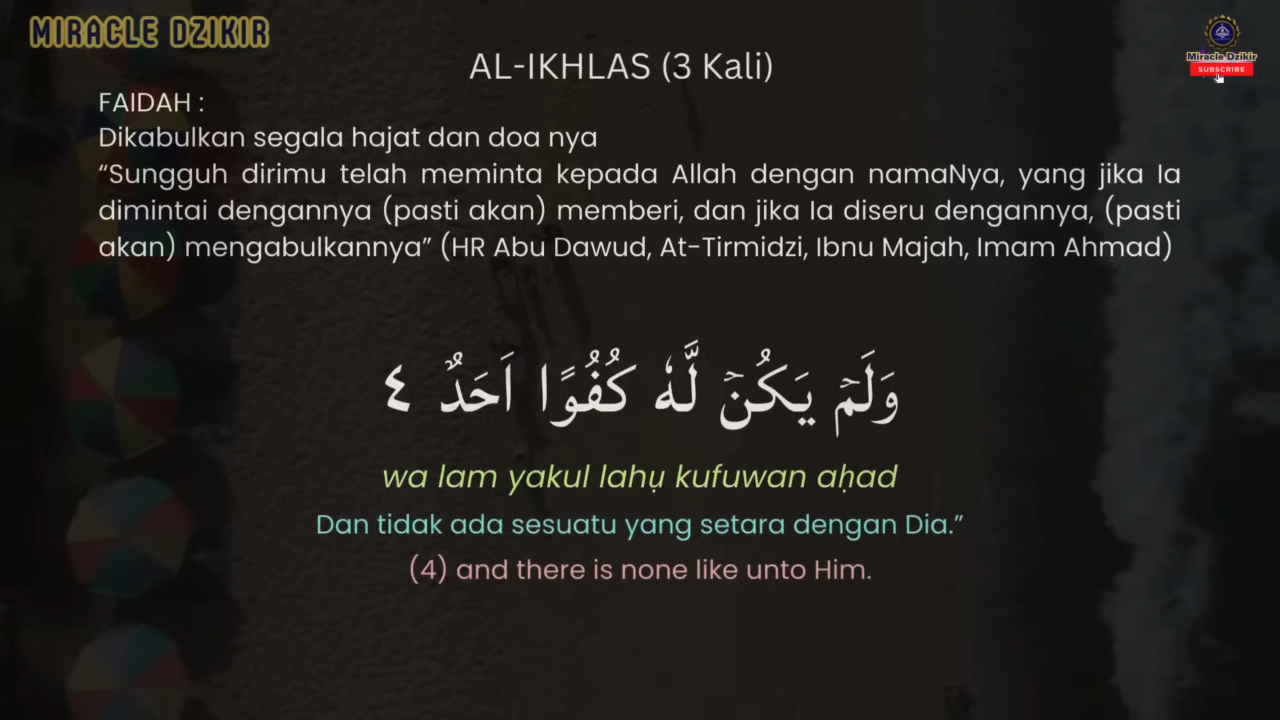 MIRACLE DZIKIR
Miracle Dzikir
SUBSCRIBE
AL-IKHLAS (3 Kali)
FAIDAH :
Dikabulkan segala hajat dan doa nya
“Sungguh dirimu telah meminta kepada Allah dengan namaNya, yang jika Ia
dimintai dengannya (pasti akan) memberi, dan jika Ia diseru dengannya, (pasti
akan) mengabulkannya” (HR Abu Dawud, At-Tirmidzi, Ibnu Majah, Imam Ahmad)
وَلَمْ يَكُنْ لَّهٗ كُفُوًا اَحَدٌ ٤
wa lam yakul lahụ kufuwan aḥad
Dan tidak ada sesuatu yang setara dengan Dia.”
(4) and there is none like unto Him.